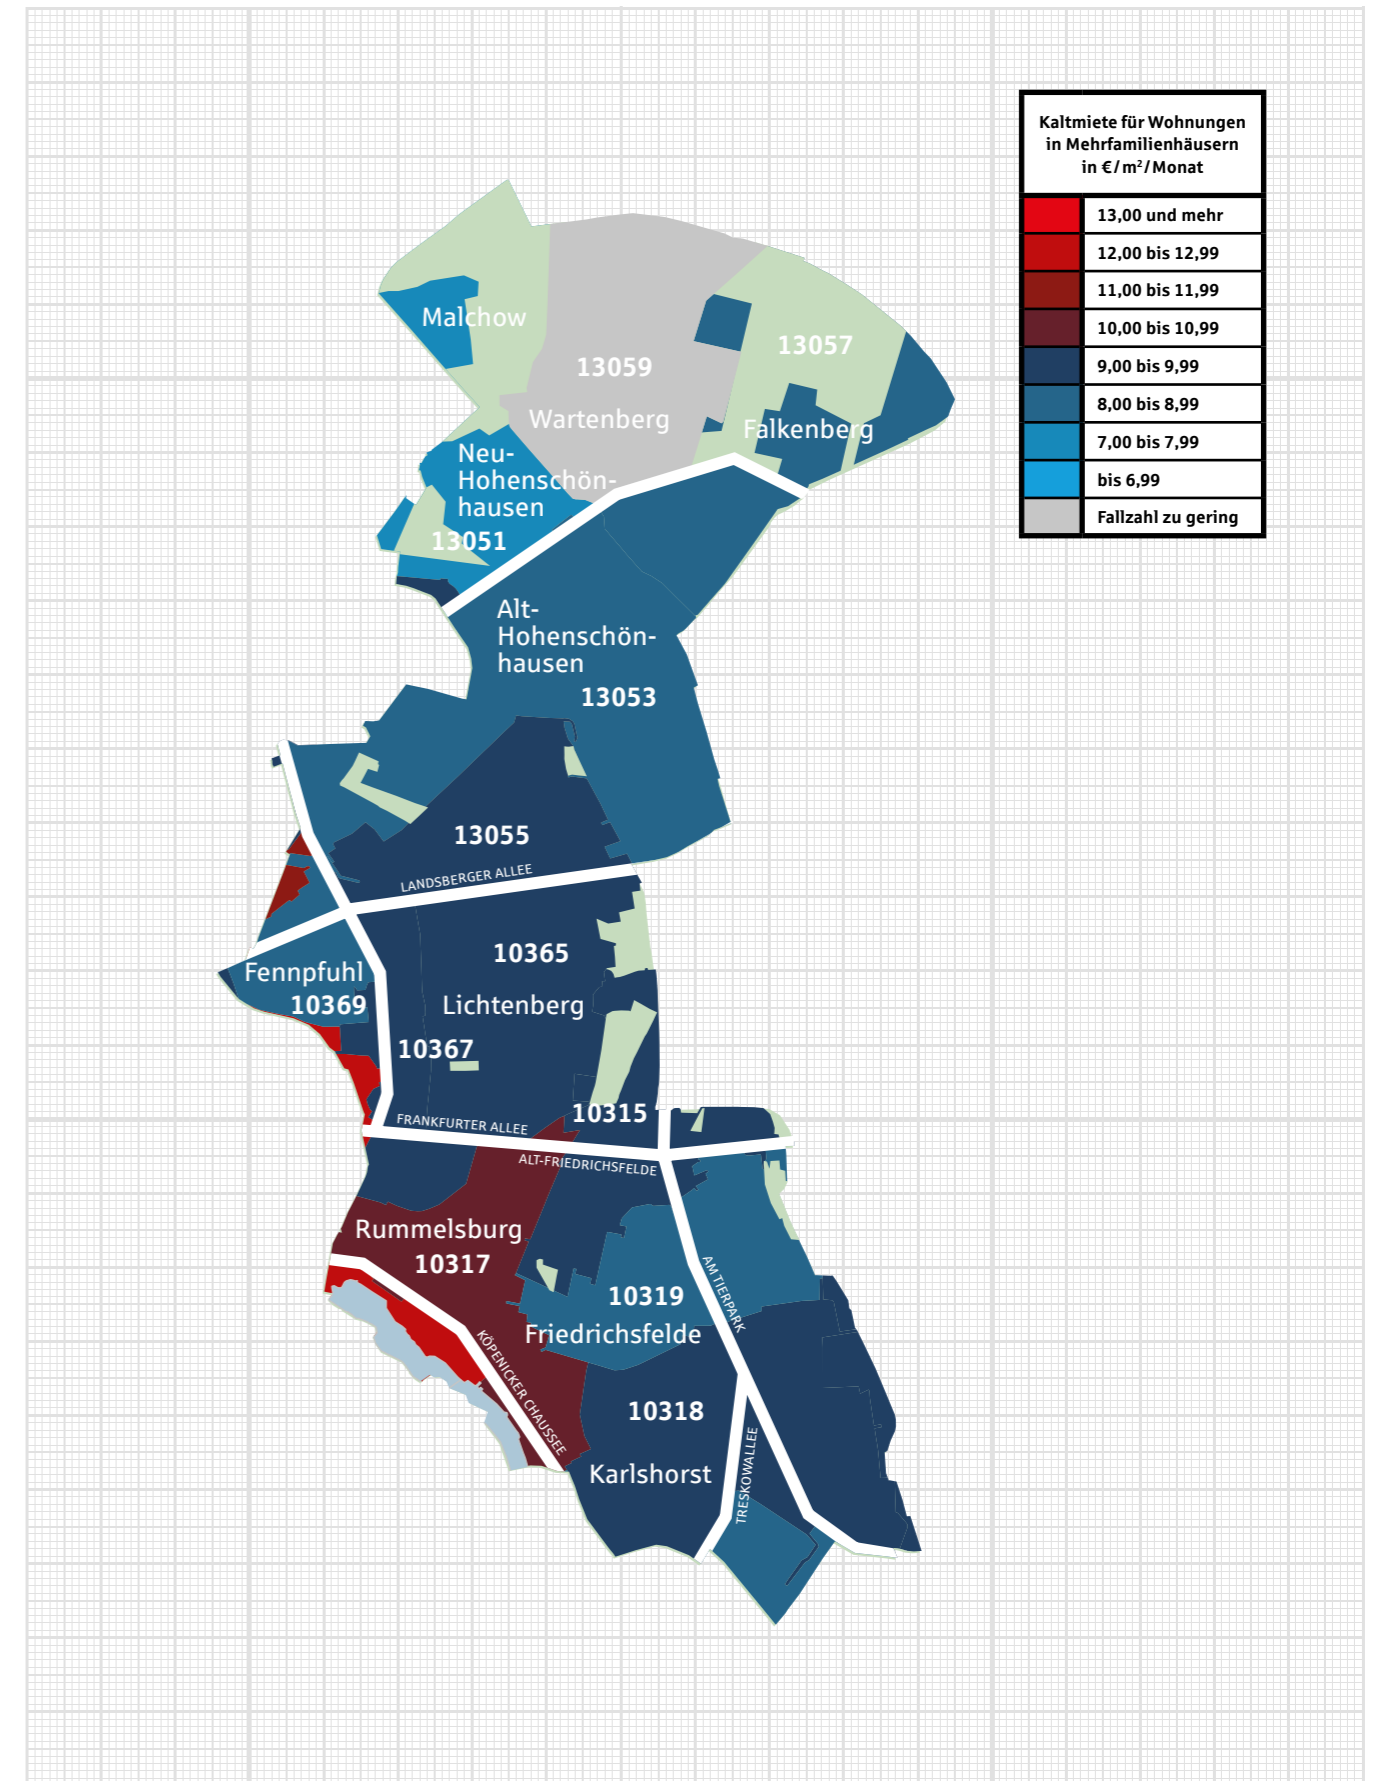 Kaltmiete für Wohnungen
in Mehrfamilienhäusern
in €/m²/Monat
13,00 und mehr
12,00 bis 12,99
11,00 bis 11,99
10,00 bis 10,99
9,00 bis 9,99
8,00 bis 8,99
7,00 bis 7,99
bis 6,99
Fallzahl zu gering
Malchow
13057
13059
Wartenberg
Falkenberg
Neu-
Hohenschön-
hausen
13051
Alt-
Hohenschön-
hausen
13053
13055
LANDSBERGER ALLEE
10365
Fennpfuhl
10369
Lichtenberg
10367
10315
FRANKFURTER ALLEE
ALT-FRIEDRICHSFELDE
Rummelsburg
10317
AM TIERPARK
10319
Friedrichsfelde
KÖPENICKER CHAUSSEE
10318
Karlshorst
TRESKOWALLEE